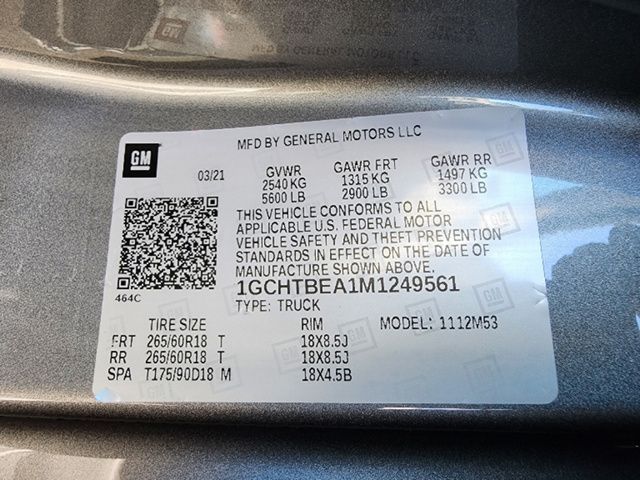 MFD BY GENERAL MOTORS LLC
GM
03/21
GVWR GAWR FRT GAWR RR
2540 KG 1315 KG 1497 KG
5600 LB 2900 LB 3300 LB
THIS VEHICLE CONFORMS TO ALL
APPLICABLE U.S. FEDERAL MOTOR
VEHICLE SAFETY AND THEFT PREVENTION
STANDARDS IN EFFECT ON THE DATE OF
MANUFACTURE SHOWN ABOVE.
464C
1GCHTBEA1M1249561
TYPE: TRUCK
TIRE SIZE RIM MODEL: 1112M53
FRT 265/60R18 T 18X8.5J
RR 265/60R18 T 18X8.5J
SPA T175/90D18 M 18X4.5B